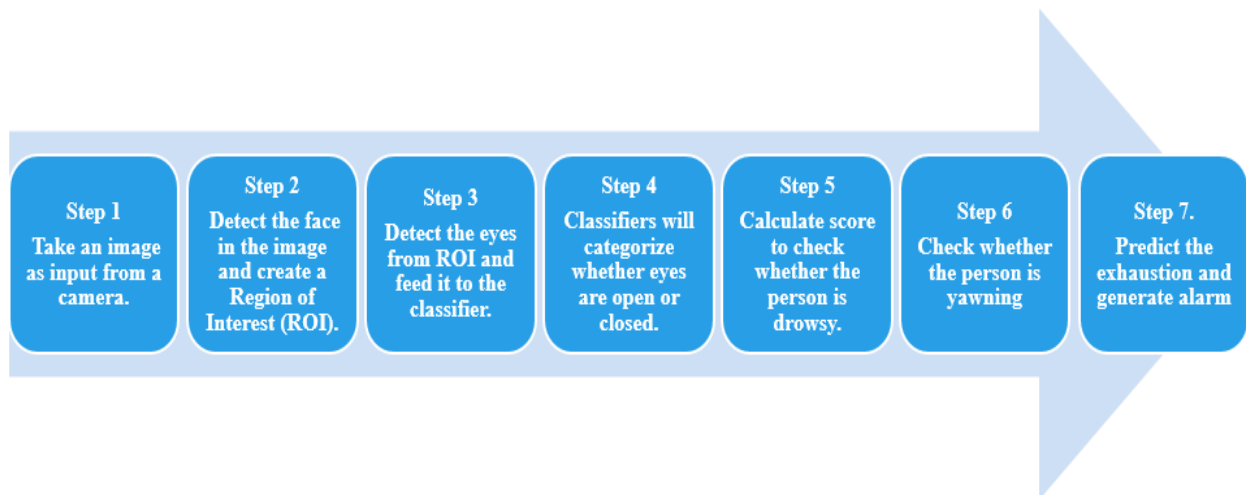 Step 1
Take an image
as input from a
camera.
Step 2
Detect the face
in the image
and create a
Region of
Interest (ROI).
Step 3
Detect the eyes
from ROI and
feed it to the
classifier.
Step 4
Classifiers will
categorize
whether eyes
are open or
closed.
Step 5
Calculate score
to check
whether the
person is
drowsy.
Step 6
Check whether
the person is
yawning
Step 7.
Predict the
exhaustion and
generate alarm